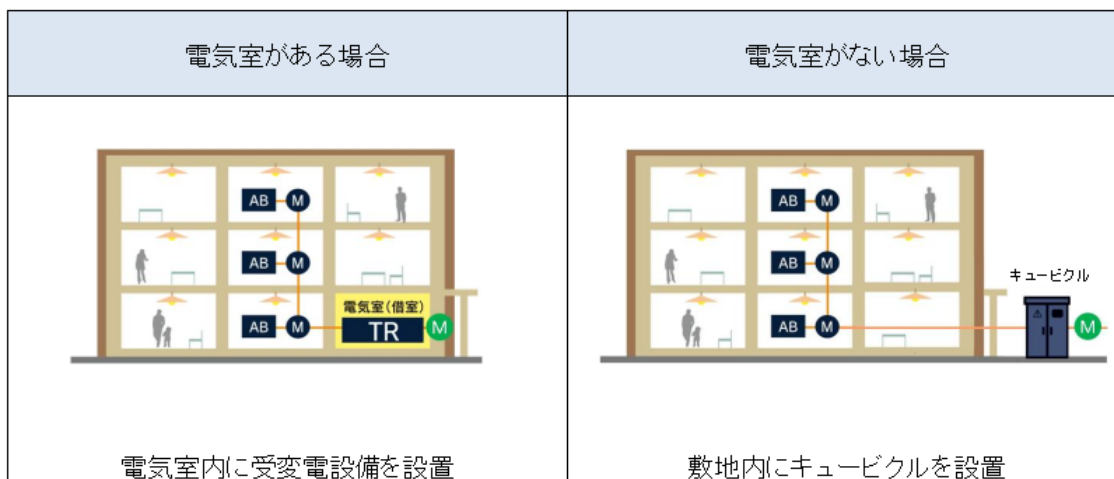 電気室がある場合
電気室がない場合
AB M
AB M
電気室(借室)
AB M TR M
AB M
AB M
キュービクル
AB M M
電気室内に受変電設備を設置
敷地内にキュービクルを設置